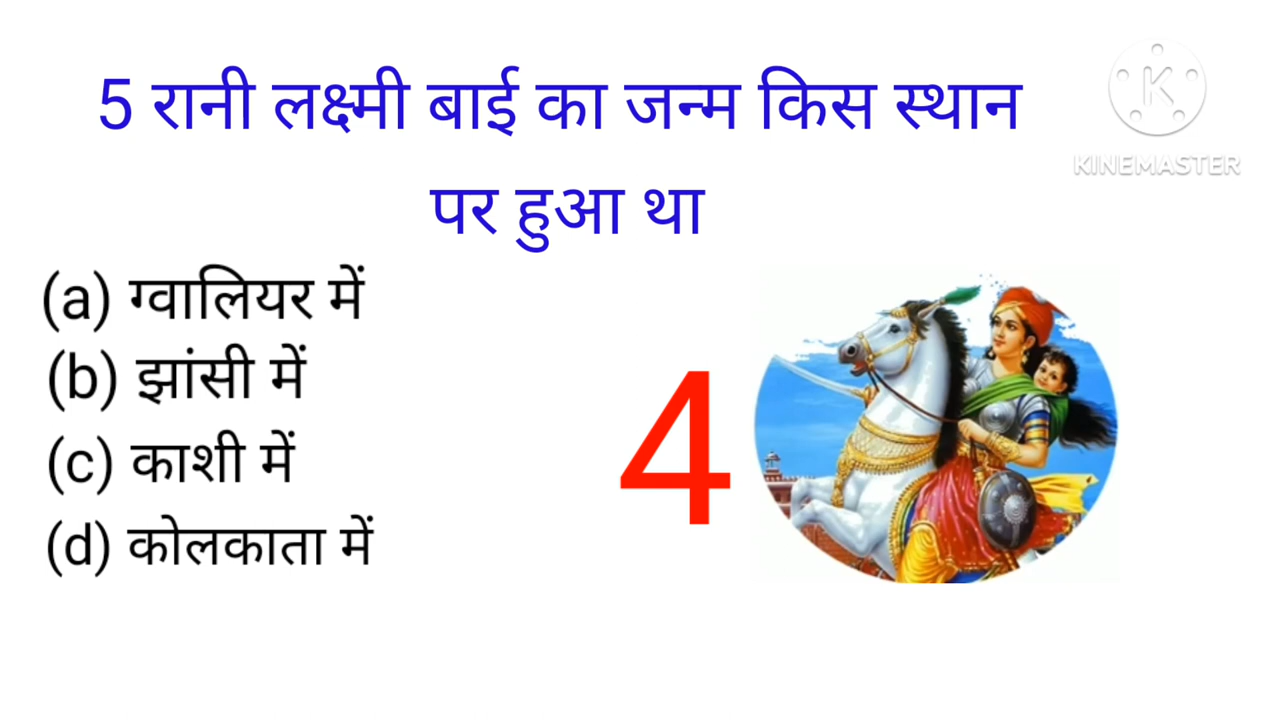 5 रानी लक्ष्मी बाई का जन्म किस स्थान
पर हुआ था
(a) ग्वालियर में
(b) झांसी में
(c) काशी में
(d) कोलकाता में
4
K
KINEMASTER